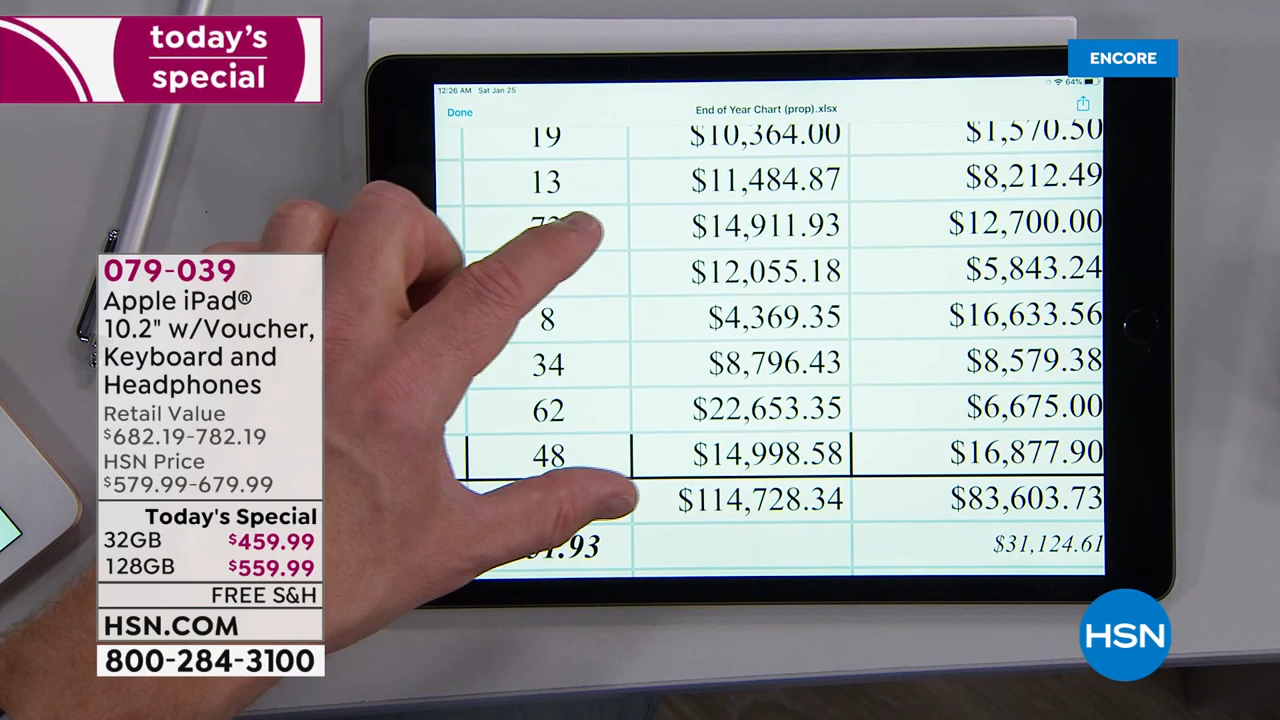 today's
special
ENCORE
12:26 AM Sat Jan 25
64%
Done
End of Year Chart (prop).xlsx
19 $10,364.00 $1,570.50
13 $11,484.87 $8,212.49
$14,911.93 $12,700.00
$12,055.18 $5,843.24
8 $4,369.35 $16,633.56
34 $8,796.43 $8,579.38
62 $22,653.35 $6,675.00
48 $14,998.58 $16,877.90
$114,728.34 $83,603.73
$31,124.61
079-039
Apple iPad®
10.2" w/Voucher,
Keyboard and
Headphones
Retail Value
$682.19-782.19
HSN Price
$579.99-679.99
Today's Special
32GB $459.99
128GB $559.99
FREE S&H
HSN.COM
800-284-3100
HSN